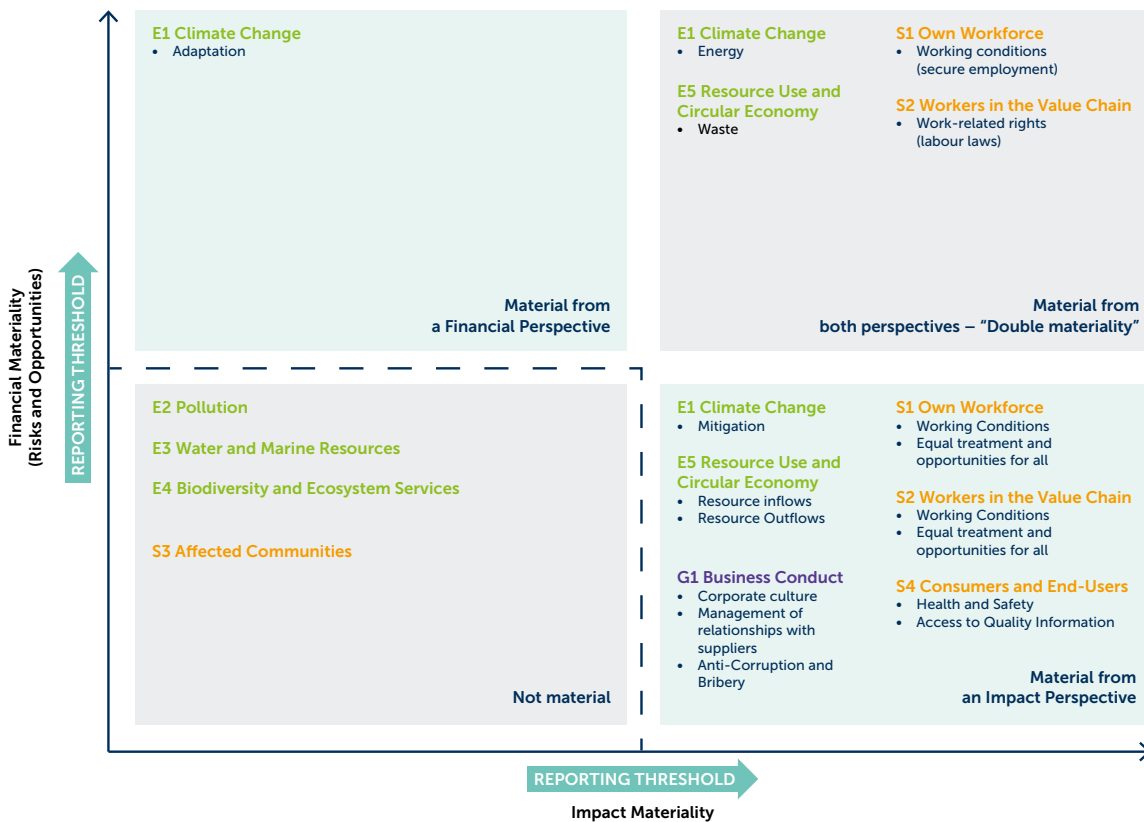 Financial Materiality
(Risks and Opportunities)
REPORTING THRESHOLD
E1 Climate Change
• Adaptation
Material from
a Financial Perspective
E1 Climate Change
• Energy
E5 Resource Use and
Circular Economy
• Waste
S1 Own Workforce
• Working conditions
(secure employment)
S2 Workers in the Value Chain
• Work-related rights
(labour laws)
Material from
both perspectives – “Double materiality”
E2 Pollution
E3 Water and Marine Resources
E4 Biodiversity and Ecosystem Services
S3 Affected Communities
Not material
E1 Climate Change
• Mitigation
E5 Resource Use and
Circular Economy
• Resource inflows
• Resource Outflows
G1 Business Conduct
• Corporate culture
• Management of
relationships with
suppliers
• Anti-Corruption and
Bribery
S1 Own Workforce
• Working Conditions
• Equal treatment and
opportunities for all
S2 Workers in the Value Chain
• Working Conditions
• Equal treatment and
opportunities for all
S4 Consumers and End-Users
• Health and Safety
• Access to Quality Information
Material from
an Impact Perspective
REPORTING THRESHOLD
Impact Materiality